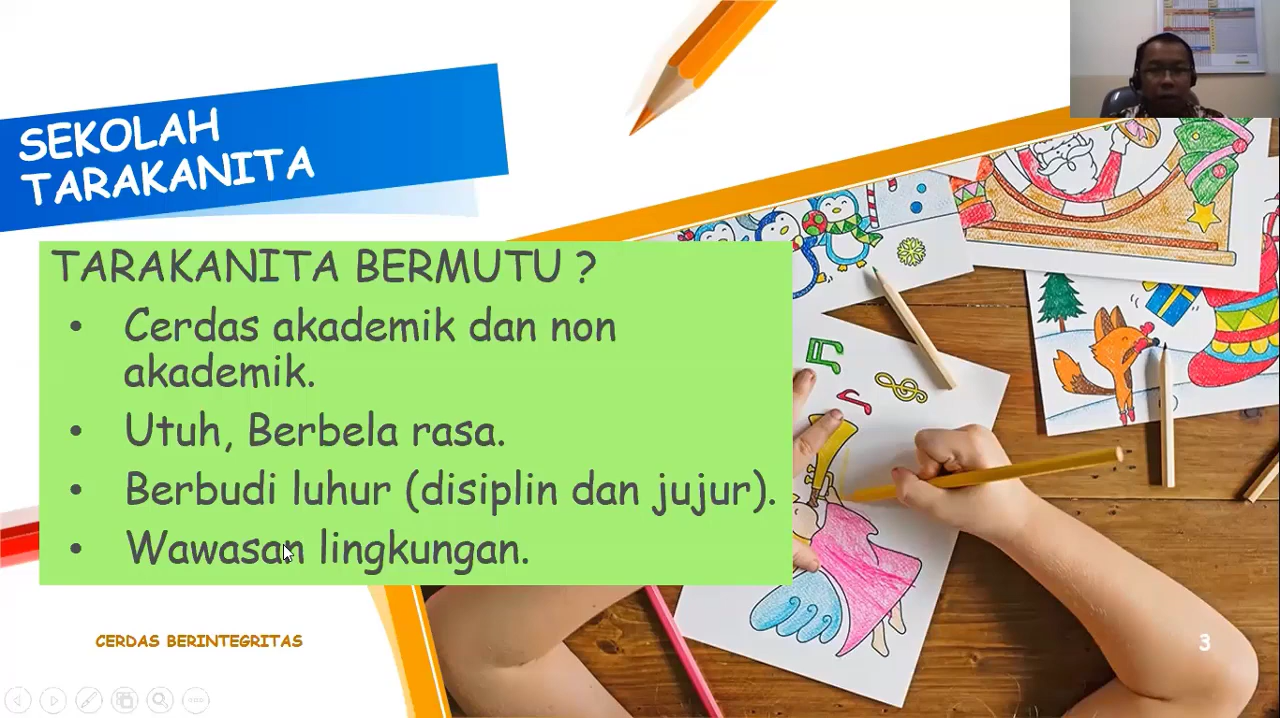 SEKOLAH
TARAKANITA
TARAKANITA BERMUTU ?
• Cerdas akademik dan non
akademik.
• Utuh, Berbela rasa.
• Berbudi luhur (disiplin dan jujur).
• Wawasan lingkungan.
CERDAS BERINTEGRITAS
3